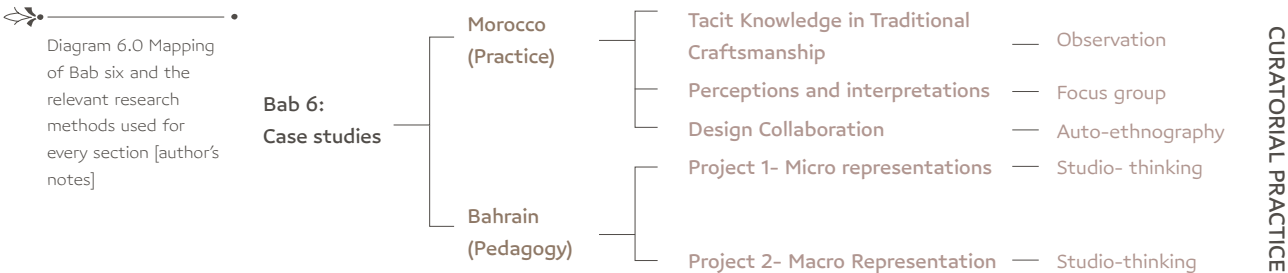 Diagram 6.0 Mapping
of Bab six and the
relevant research
methods used for
every section [author's
notes]
Bab 6:
Case studies
Morocco
(Practice)
Tacit Knowledge in Traditional
Craftsmanship
Observation
Perceptions and interpretations
Focus group
Design Collaboration
Auto-ethnography
Bahrain
(Pedagogy)
Project 1- Micro representations
Studio- thinking
Project 2- Macro Representation
Studio-thinking
CURATORIAL PRACTICE